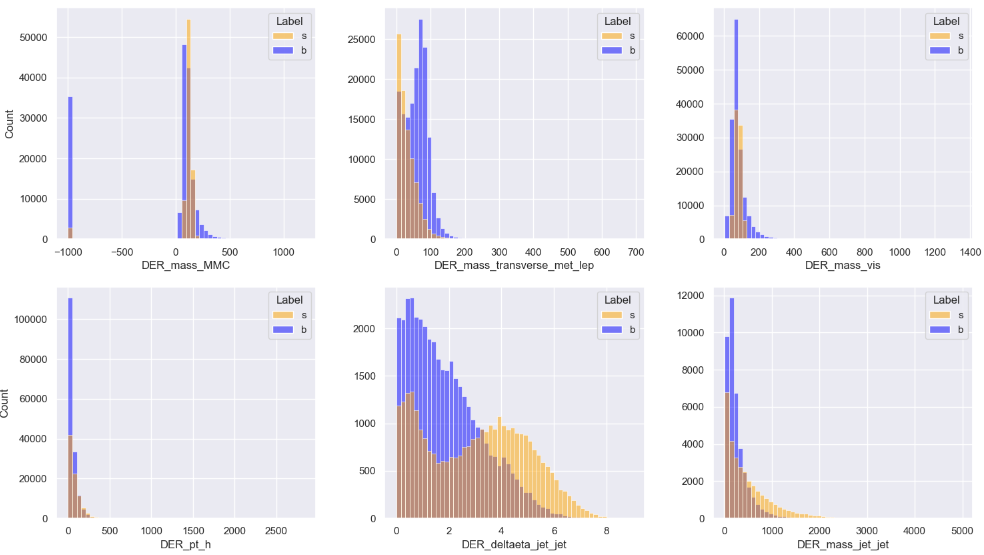 Label
s
b
50000
40000
30000
20000
10000
0
Count
−1000
−500
0
500
1000
DER_mass_MMC
Label
s
b
25000
20000
15000
10000
5000
0
0
100
200
300
400
500
600
700
DER_mass_transverse_met_lep
Label
s
b
60000
50000
40000
30000
20000
10000
0
0
200
400
600
800
1000
1200
1400
DER_mass_vis
Label
s
b
100000
80000
60000
40000
20000
0
Count
0
500
1000
1500
2000
2500
DER_pt_h
Label
s
b
2000
1500
1000
500
0
0
2
4
6
8
DER_deltaeta_jet_jet
Label
s
b
12000
10000
8000
6000
4000
2000
0
0
1000
2000
3000
4000
5000
DER_mass_jet_jet